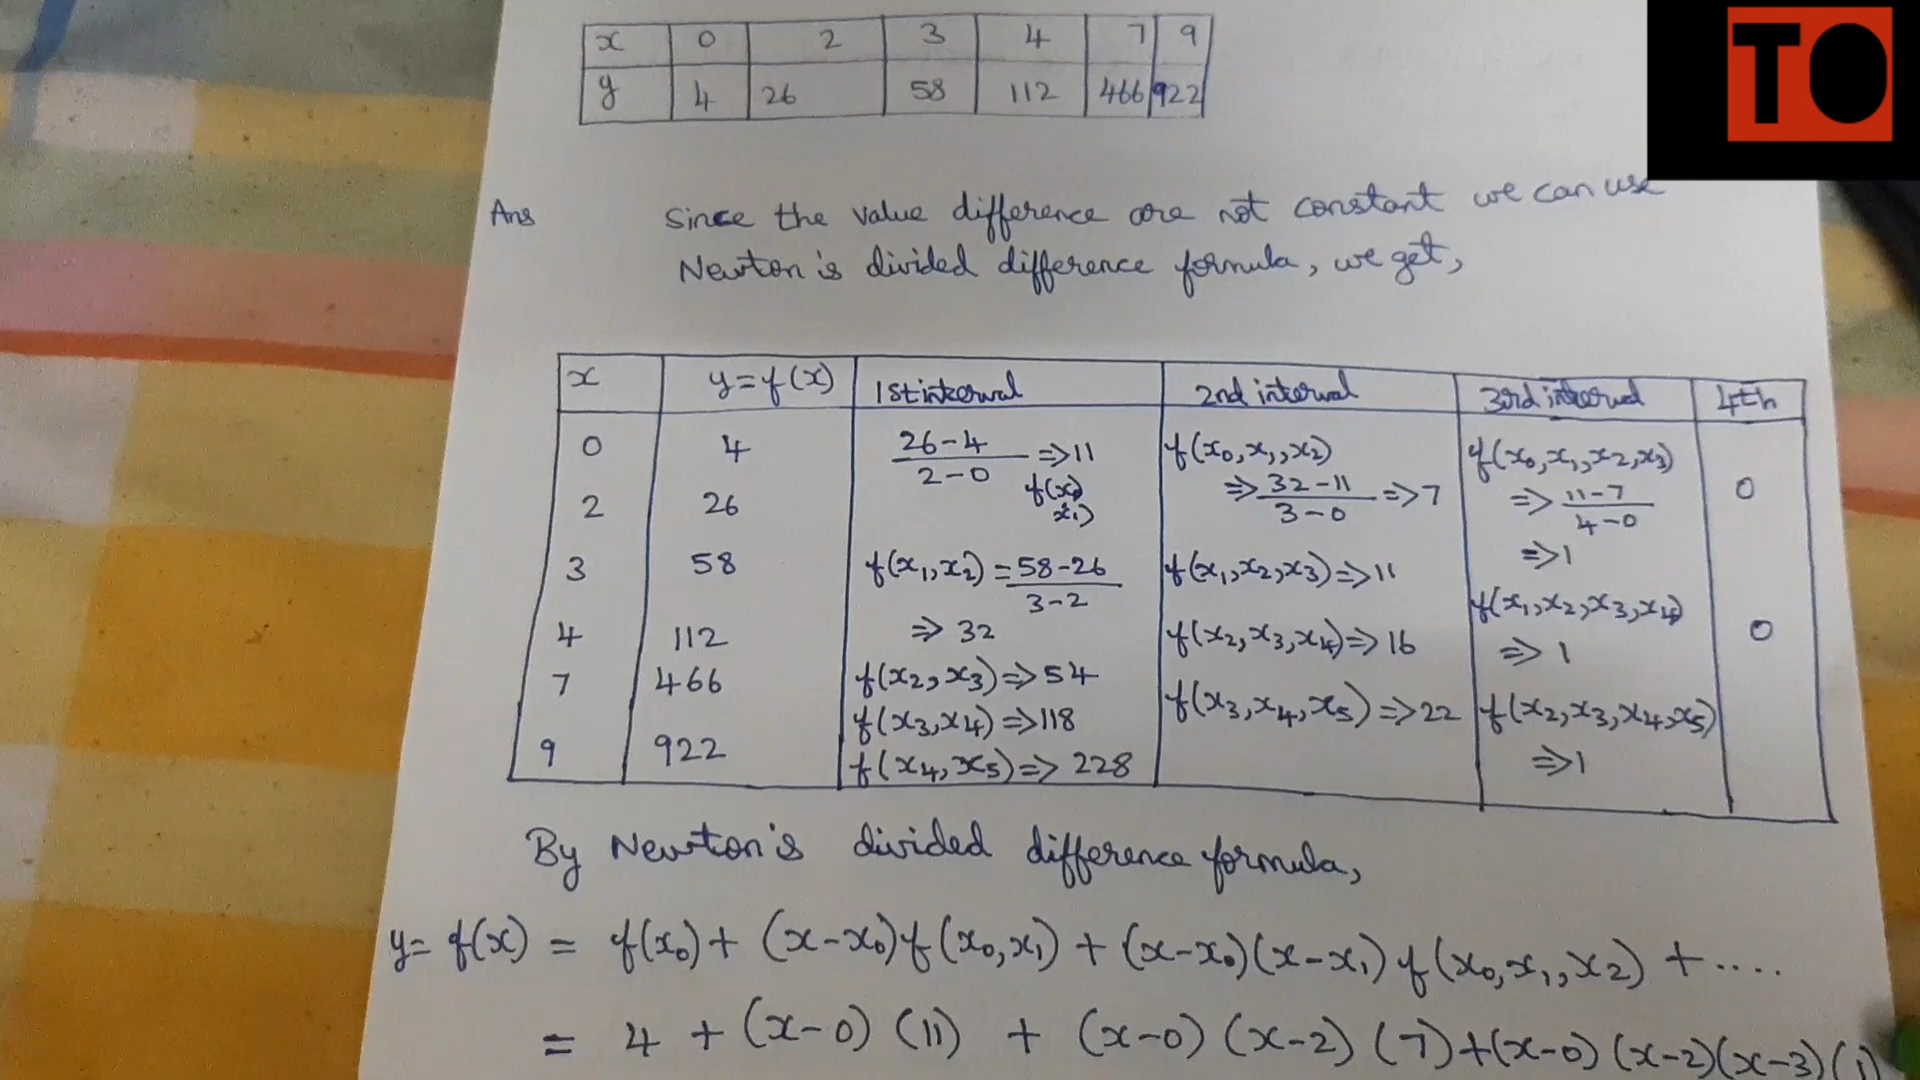 TO
x 0 2 3 4 7 9
y 4 26 58 112 466 922
Ans Since the value difference are not constant we can use
Newton's divided difference formula, we get,
x y=f(x) 1st interval 2nd interval 3rd interval 4th
0 4 26-4/2-0 => 11 f(x0,x1,x2) f(x0,x1,x2,x3)
f(x0 x1) => 32-11/3-0 => 7 => 11-7/4-0 0
2 26
=> 1
3 58 f(x1,x2) = 58-26/3-2 f(x1,x2,x3) => 11
f(x1,x2,x3,x4)
4 112 => 32 f(x2,x3,x4) => 16 => 1 0
7 466 f(x2,x3) => 54
f(x3,x4) => 118 f(x3,x4,x5) => 22 f(x2,x3,x4,x5)
9 922 f(x4,x5) => 228 => 1
By Newton's divided difference formula,
y= f(x) = f(x0) + (x-x0) f(x0,x1) + (x-x0)(x-x1) f(x0,x1,x2) + ....
= 4 + (x-0) (11) + (x-0) (x-2) (7) + (x-0) (x-2)(x-3)(1)